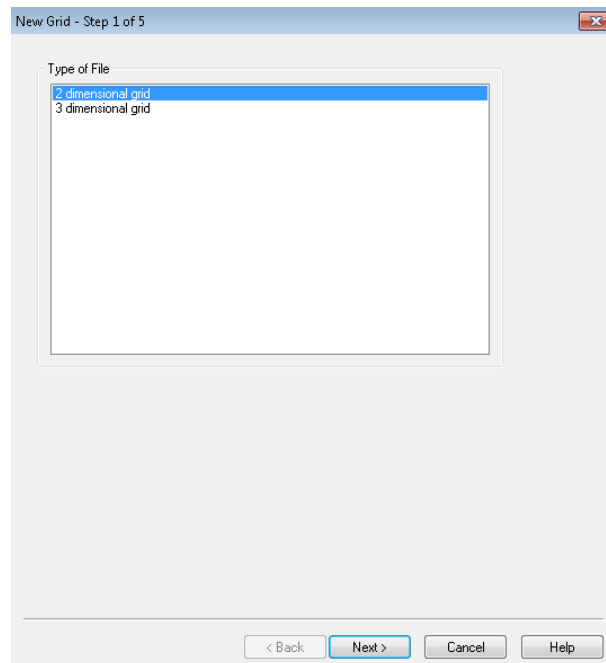 New Grid - Step 1 of 5
Type of File
2 dimensional grid
3 dimensional grid
< Back
Next >
Cancel
Help